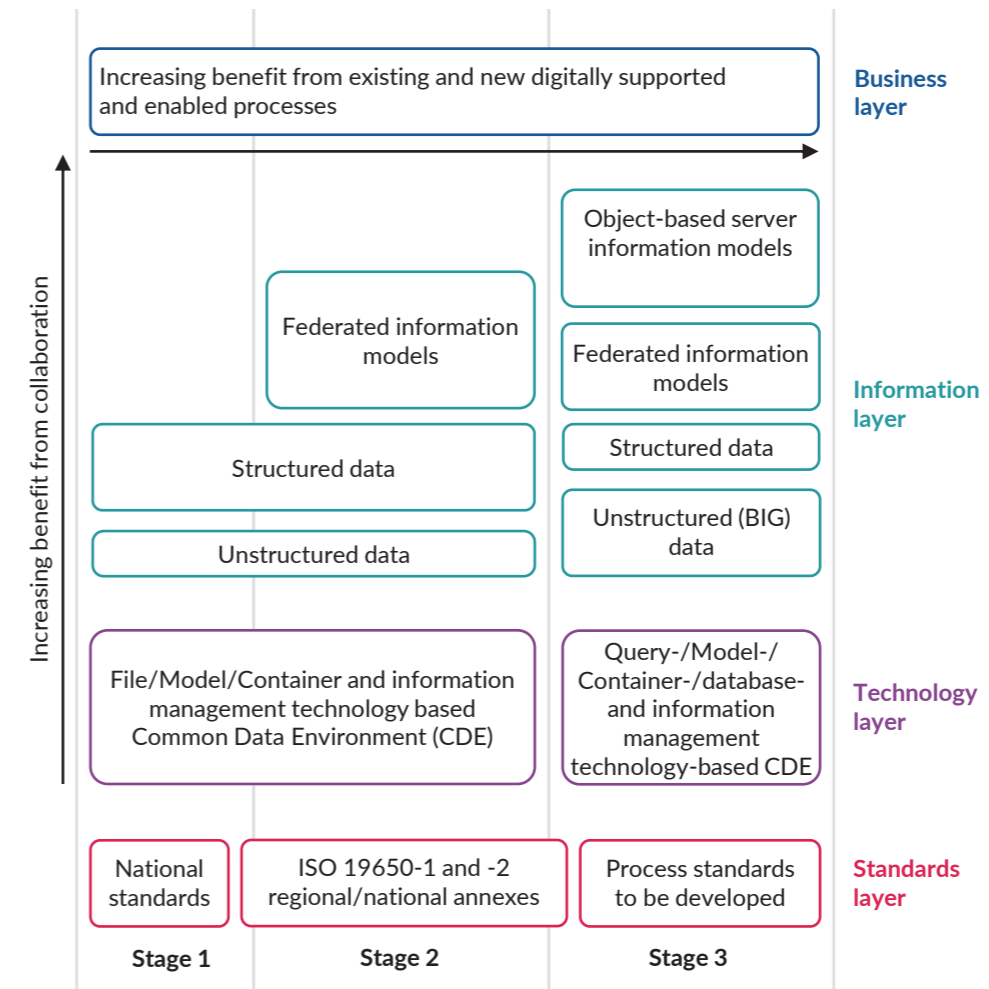 Increasing benefit from existing and new digitally supported
and enabled processes
Business
layer
Increasing benefit from collaboration
Object-based server
information models
Federated information
models
Federated information
models
Information
layer
Structured data
Structured data
Unstructured data
Unstructured (BIG)
data
File/Model/Container and information
management technology based
Common Data Environment (CDE)
Query-/Model-/
Container-/database-
and information
management
technology-based CDE
Technology
layer
National
standards
ISO 19650-1 and -2
regional/national annexes
Process standards
to be developed
Standards
layer
Stage 1
Stage 2
Stage 3